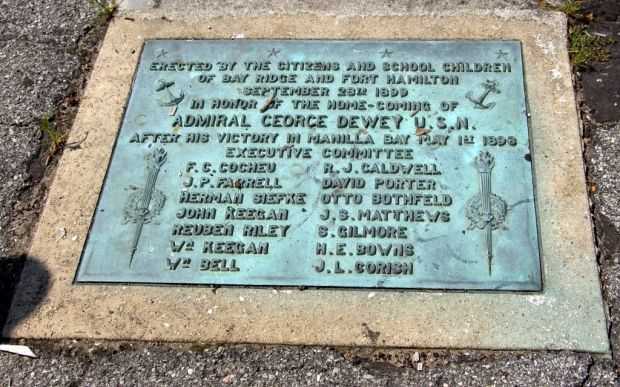 ERECTED BY THE CITIZENS AND SCHOOL CHILDREN
OF BAY RIDGE AND FORT HAMILTON
SEPTEMBER 28TH 1899
IN HONOR OF THE HOME-COMING OF
ADMIRAL GEORGE DEWEY U.S.N.
AFTER HIS VICTORY IN MANILLA BAY MAY 1ST 1898
EXECUTIVE COMMITTEE
F.C. COCHEU R.J. CALDWELL
J.P. FARRELL DAVID PORTER
HERMAN SIEFKE OTTO BOTHFELD
JOHN KEEGAN J.S. MATTHEWS
REUBEN RILEY S. GILMORE
WM KEEGAN H.E. BOWNS
WM BELL J.L. GORISH